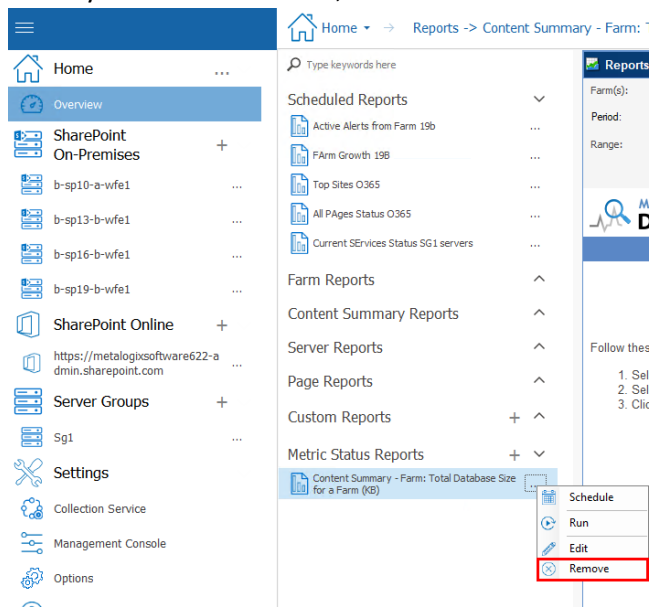 Home
Reports -> Content Summary - Farm:
Home
...
Overview
SharePoint
On-Premises
+
b-sp10-a-wfe1
...
b-sp13-b-wfe1
...
b-sp16-b-wfe1
...
b-sp19-b-wfe1
...
SharePoint Online
+
https://metalogixsoftware622-a
dmin.sharepoint.com
...
Server Groups
+
Sg1
...
Settings
Collection Service
Management Console
Options
Type keywords here
Scheduled Reports
Active Alerts from Farm 19b
...
FArm Growth 19B
...
Top Sites O365
...
All PAges Status O365
...
Current SErvices Status SG1 servers
...
Farm Reports
Content Summary Reports
Server Reports
Page Reports
Custom Reports
+
Metric Status Reports
+
Content Summary - Farm: Total Database Size
for a Farm (KB)
...
Schedule
Run
Edit
Remove
Reports
Farm(s):
Period:
Range:
M
D
Follow
1. Sel
2. Sel
3. Clic